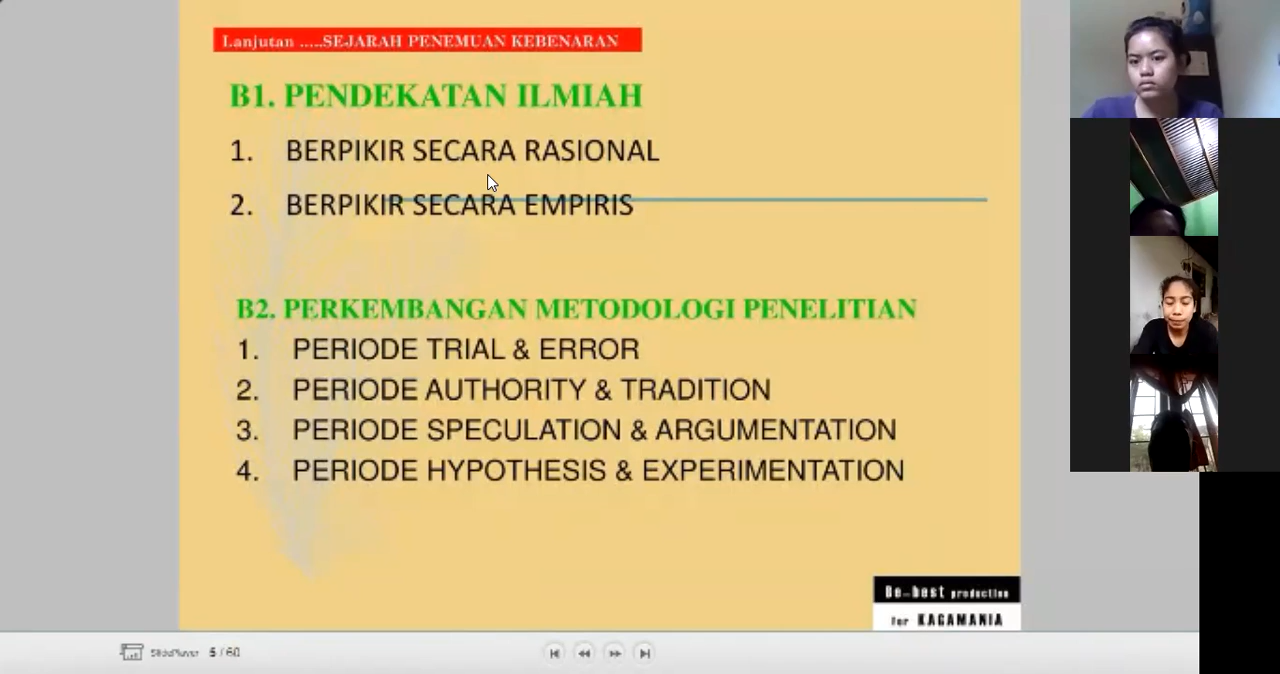 Lanjutan .....SEJARAH PENEMUAN KEBENARAN
B1. PENDEKATAN ILMIAH
1. BERPIKIR SECARA RASIONAL
2. BERPIKIR SECARA EMPIRIS
B2. PERKEMBANGAN METODOLOGI PENELITIAN
1. PERIODE TRIAL & ERROR
2. PERIODE AUTHORITY & TRADITION
3. PERIODE SPECULATION & ARGUMENTATION
4. PERIODE HYPOTHESIS & EXPERIMENTATION
Be-best production
for KAGAMANIA
SlidePlayer 5 / 60